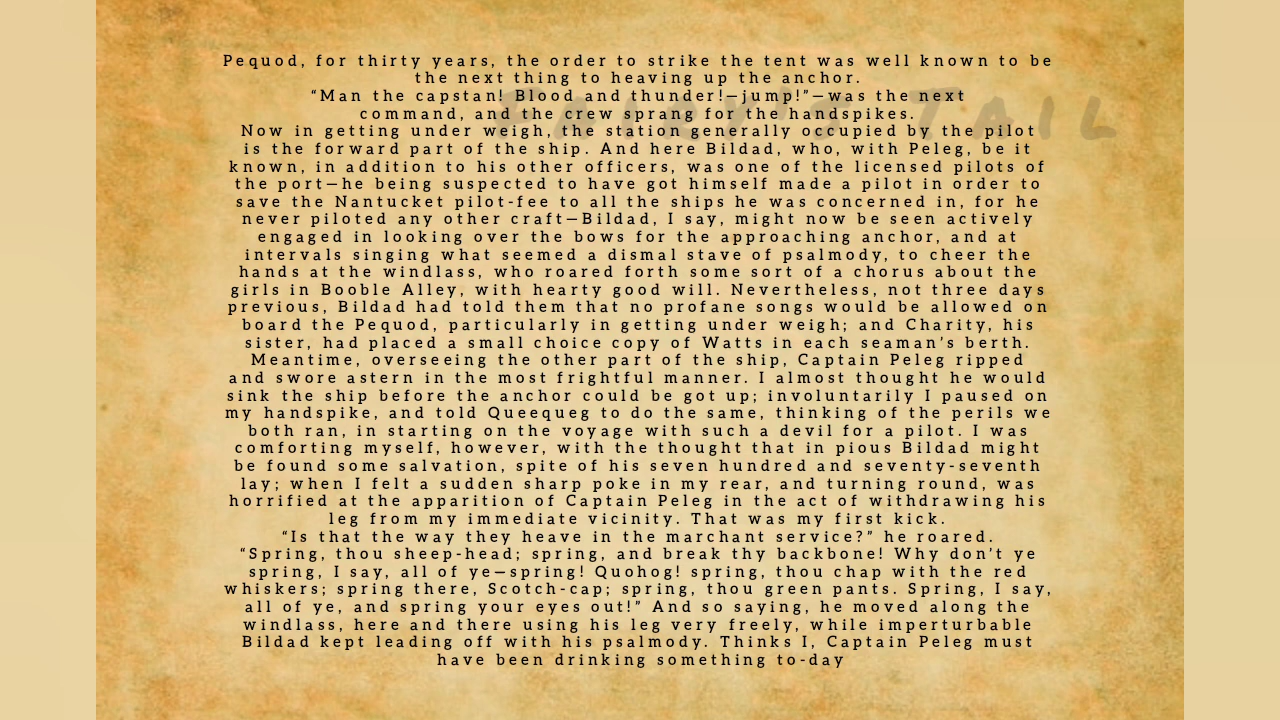 Pequod, for thirty years, the order to strike the tent was well known to be
the next thing to heaving up the anchor.
“Man the capstan! Blood and thunder!—jump!”—was the next
command, and the crew sprang for the handspikes.
Now in getting under weigh, the station generally occupied by the pilot
is the forward part of the ship. And here Bildad, who, with Peleg, be it
known, in addition to his other officers, was one of the licensed pilots of
the port—he being suspected to have got himself made a pilot in order to
save the Nantucket pilot-fee to all the ships he was concerned in, for he
never piloted any other craft—Bildad, I say, might now be seen actively
engaged in looking over the bows for the approaching anchor, and at
intervals singing what seemed a dismal stave of psalmody, to cheer the
hands at the windlass, who roared forth some sort of a chorus about the
girls in Booble Alley, with hearty good will. Nevertheless, not three days
previous, Bildad had told them that no profane songs would be allowed on
board the Pequod, particularly in getting under weigh; and Charity, his
sister, had placed a small choice copy of Watts in each seaman’s berth.
Meantime, overseeing the other part of the ship, Captain Peleg ripped
and swore astern in the most frightful manner. I almost thought he would
sink the ship before the anchor could be got up; involuntarily I paused on
my handspike, and told Queequeg to do the same, thinking of the perils we
both ran, in starting on the voyage with such a devil for a pilot. I was
comforting myself, however, with the thought that in pious Bildad might
be found some salvation, spite of his seven hundred and seventy-seventh
lay; when I felt a sudden sharp poke in my rear, and turning round, was
horrified at the apparition of Captain Peleg in the act of withdrawing his
leg from my immediate vicinity. That was my first kick.
“Is that the way they heave in the marchant service?” he roared.
“Spring, thou sheep-head; spring, and break thy backbone! Why don’t ye
spring, I say, all of ye—spring! Quohog! spring, thou chap with the red
whiskers; spring there, Scotch-cap; spring, thou green pants. Spring, I say,
all of ye, and spring your eyes out!” And so saying, he moved along the
windlass, here and there using his leg very freely, while imperturbable
Bildad kept leading off with his psalmody. Thinks I, Captain Peleg must
have been drinking something to-day
TAIL